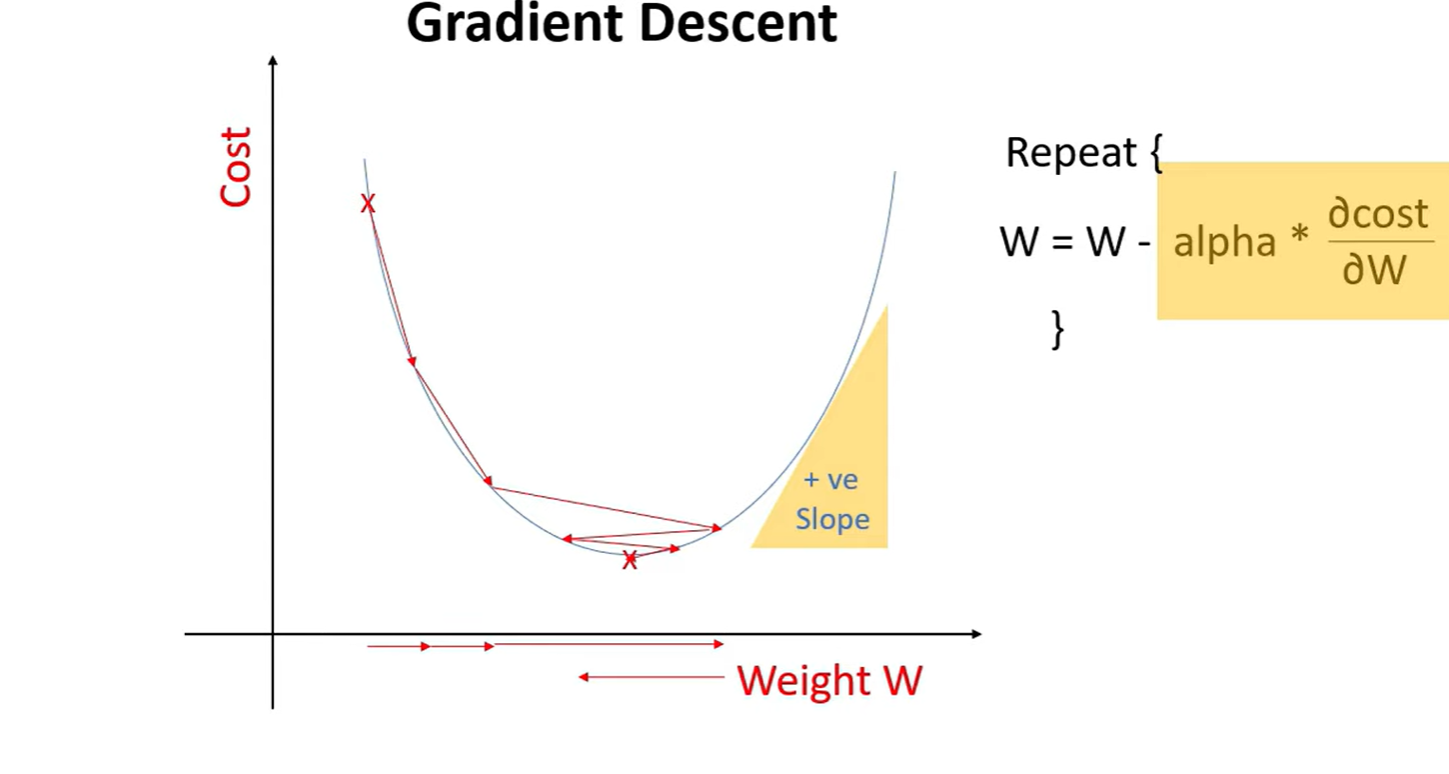 Gradient Descent
Cost
Repeat {
W = W - alpha * ∂cost
∂W
}
X
+ ve
Slope
X
Weight W